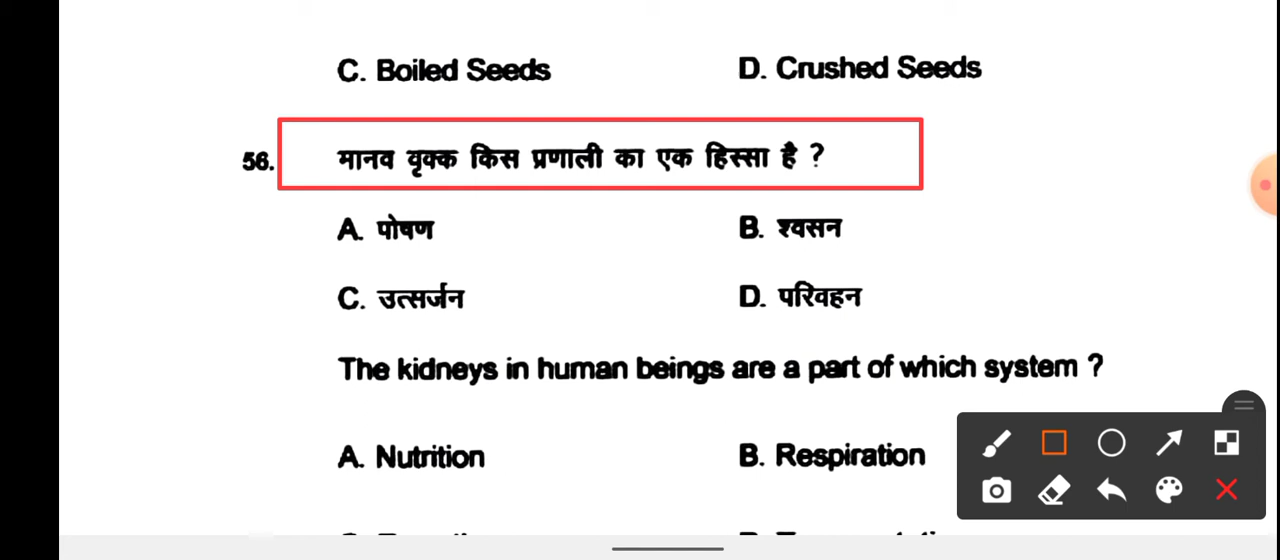 C. Boiled Seeds D. Crushed Seeds
56. मानव वृक्क किस प्रणाली का एक हिस्सा है ?
A. पोषण B. श्वसन
C. उत्सर्जन D. परिवहन
The kidneys in human beings are a part of which system ?
A. Nutrition B. Respiration